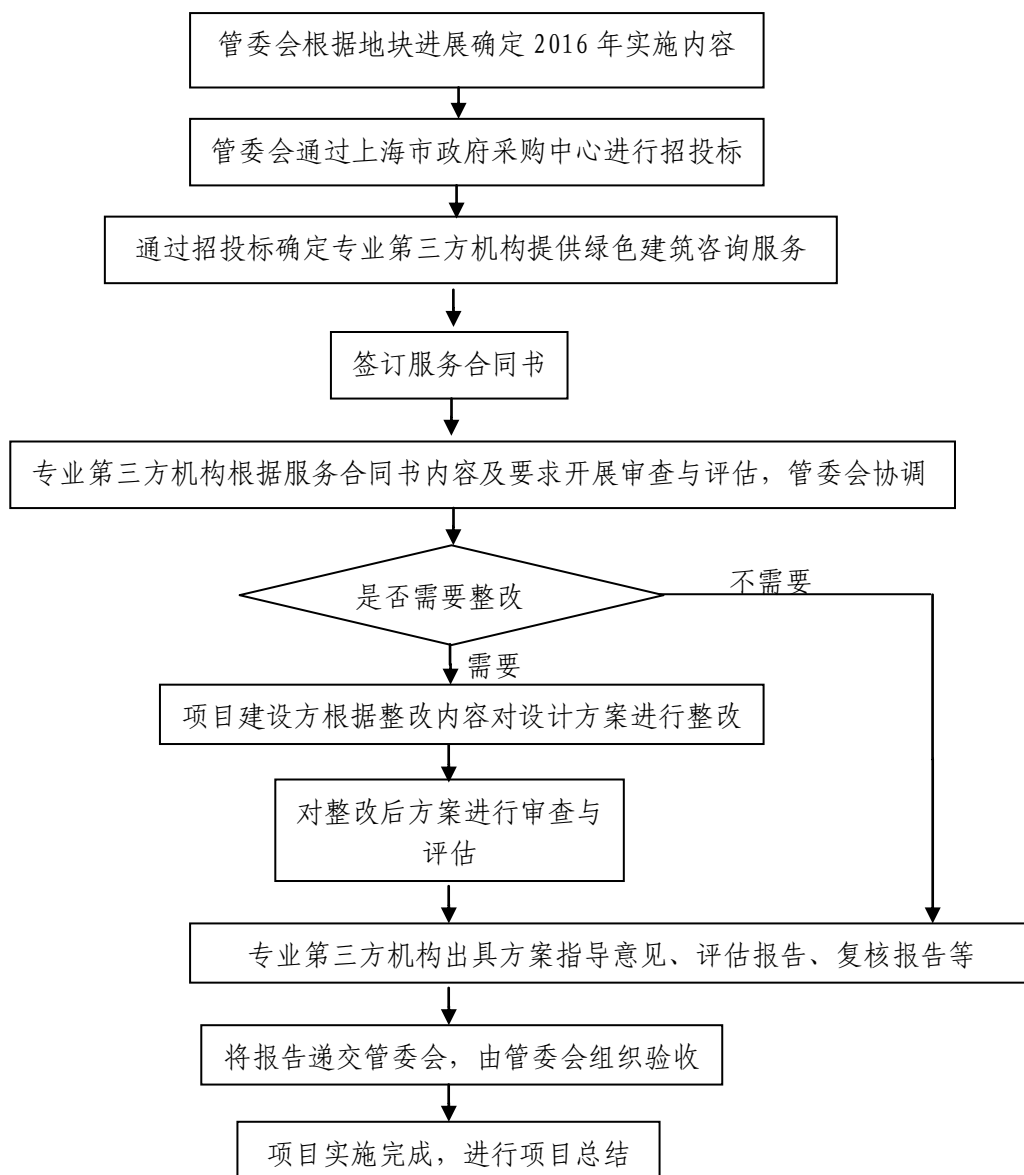 管委会根据地块进展确定 2016 年实施内容
管委会通过上海市政府采购中心进行招投标
通过招投标确定专业第三方机构提供绿色建筑咨询服务
签订服务合同书
专业第三方机构根据服务合同书内容及要求开展审查与评估，管委会协调
是否需要整改
不需要
需要
项目建设方根据整改内容对设计方案进行整改
对整改后方案进行审查与
评估
专业第三方机构出具方案指导意见、评估报告、复核报告等
将报告递交管委会，由管委会组织验收
项目实施完成，进行项目总结